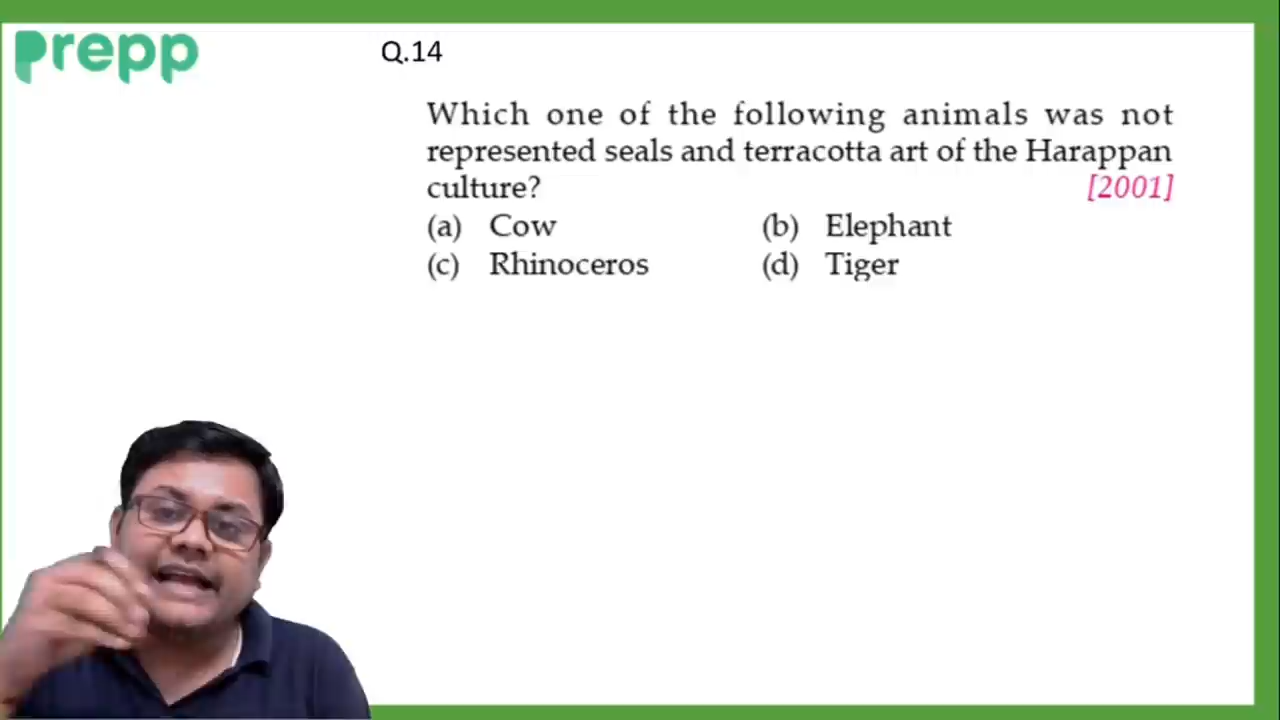 prepp
Q.14
Which one of the following animals was not
represented seals and terracotta art of the Harappan
culture? [2001]
(a) Cow (b) Elephant
(c) Rhinoceros (d) Tiger